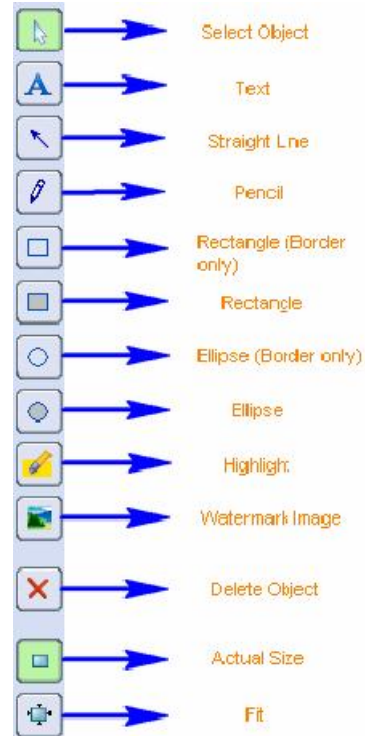 Select Object
A
Text
Straight Line
Pencil
Rectangle (Border
only)
Rectangle
Ellipse (Border only)
Ellipse
Highlight
Watermark Image
Delete Object
Actual Size
Fit